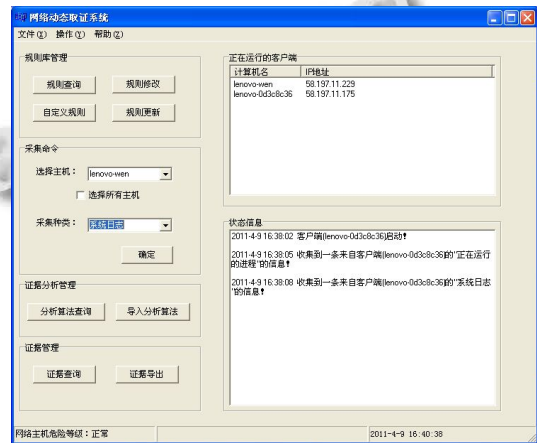 网络动态取证系统
文件(X) 操作(Y) 帮助(Z)
规则库管理
规则查询 规则修改
自定义规则 规则更新
采集命令
选择主机： lenovo-wen
选择所有主机
采集种类： 系统日志
确定
证据分析管理
分析算法查询 导入分析算法
证据管理
证据查询 证据导出
正在运行的客户端
计算机名 IP地址
lenovo-wen 58.197.11.229
lenovo-0d3c8c36 58.197.11.175
状态信息
2011-4-9 16:38:02 客户端(lenovo-0d3c8c36)启动!
2011-4-9 16:38:05 收集到一条来自客户端(lenovo-0d3c8c36)的"正在运行
的进程"的信息!
2011-4-9 16:38:08 收集到一条来自客户端(lenovo-0d3c8c36)的"系统日志
"的信息!
网络主机危险等级：正常
2011-4-9 16:40:38